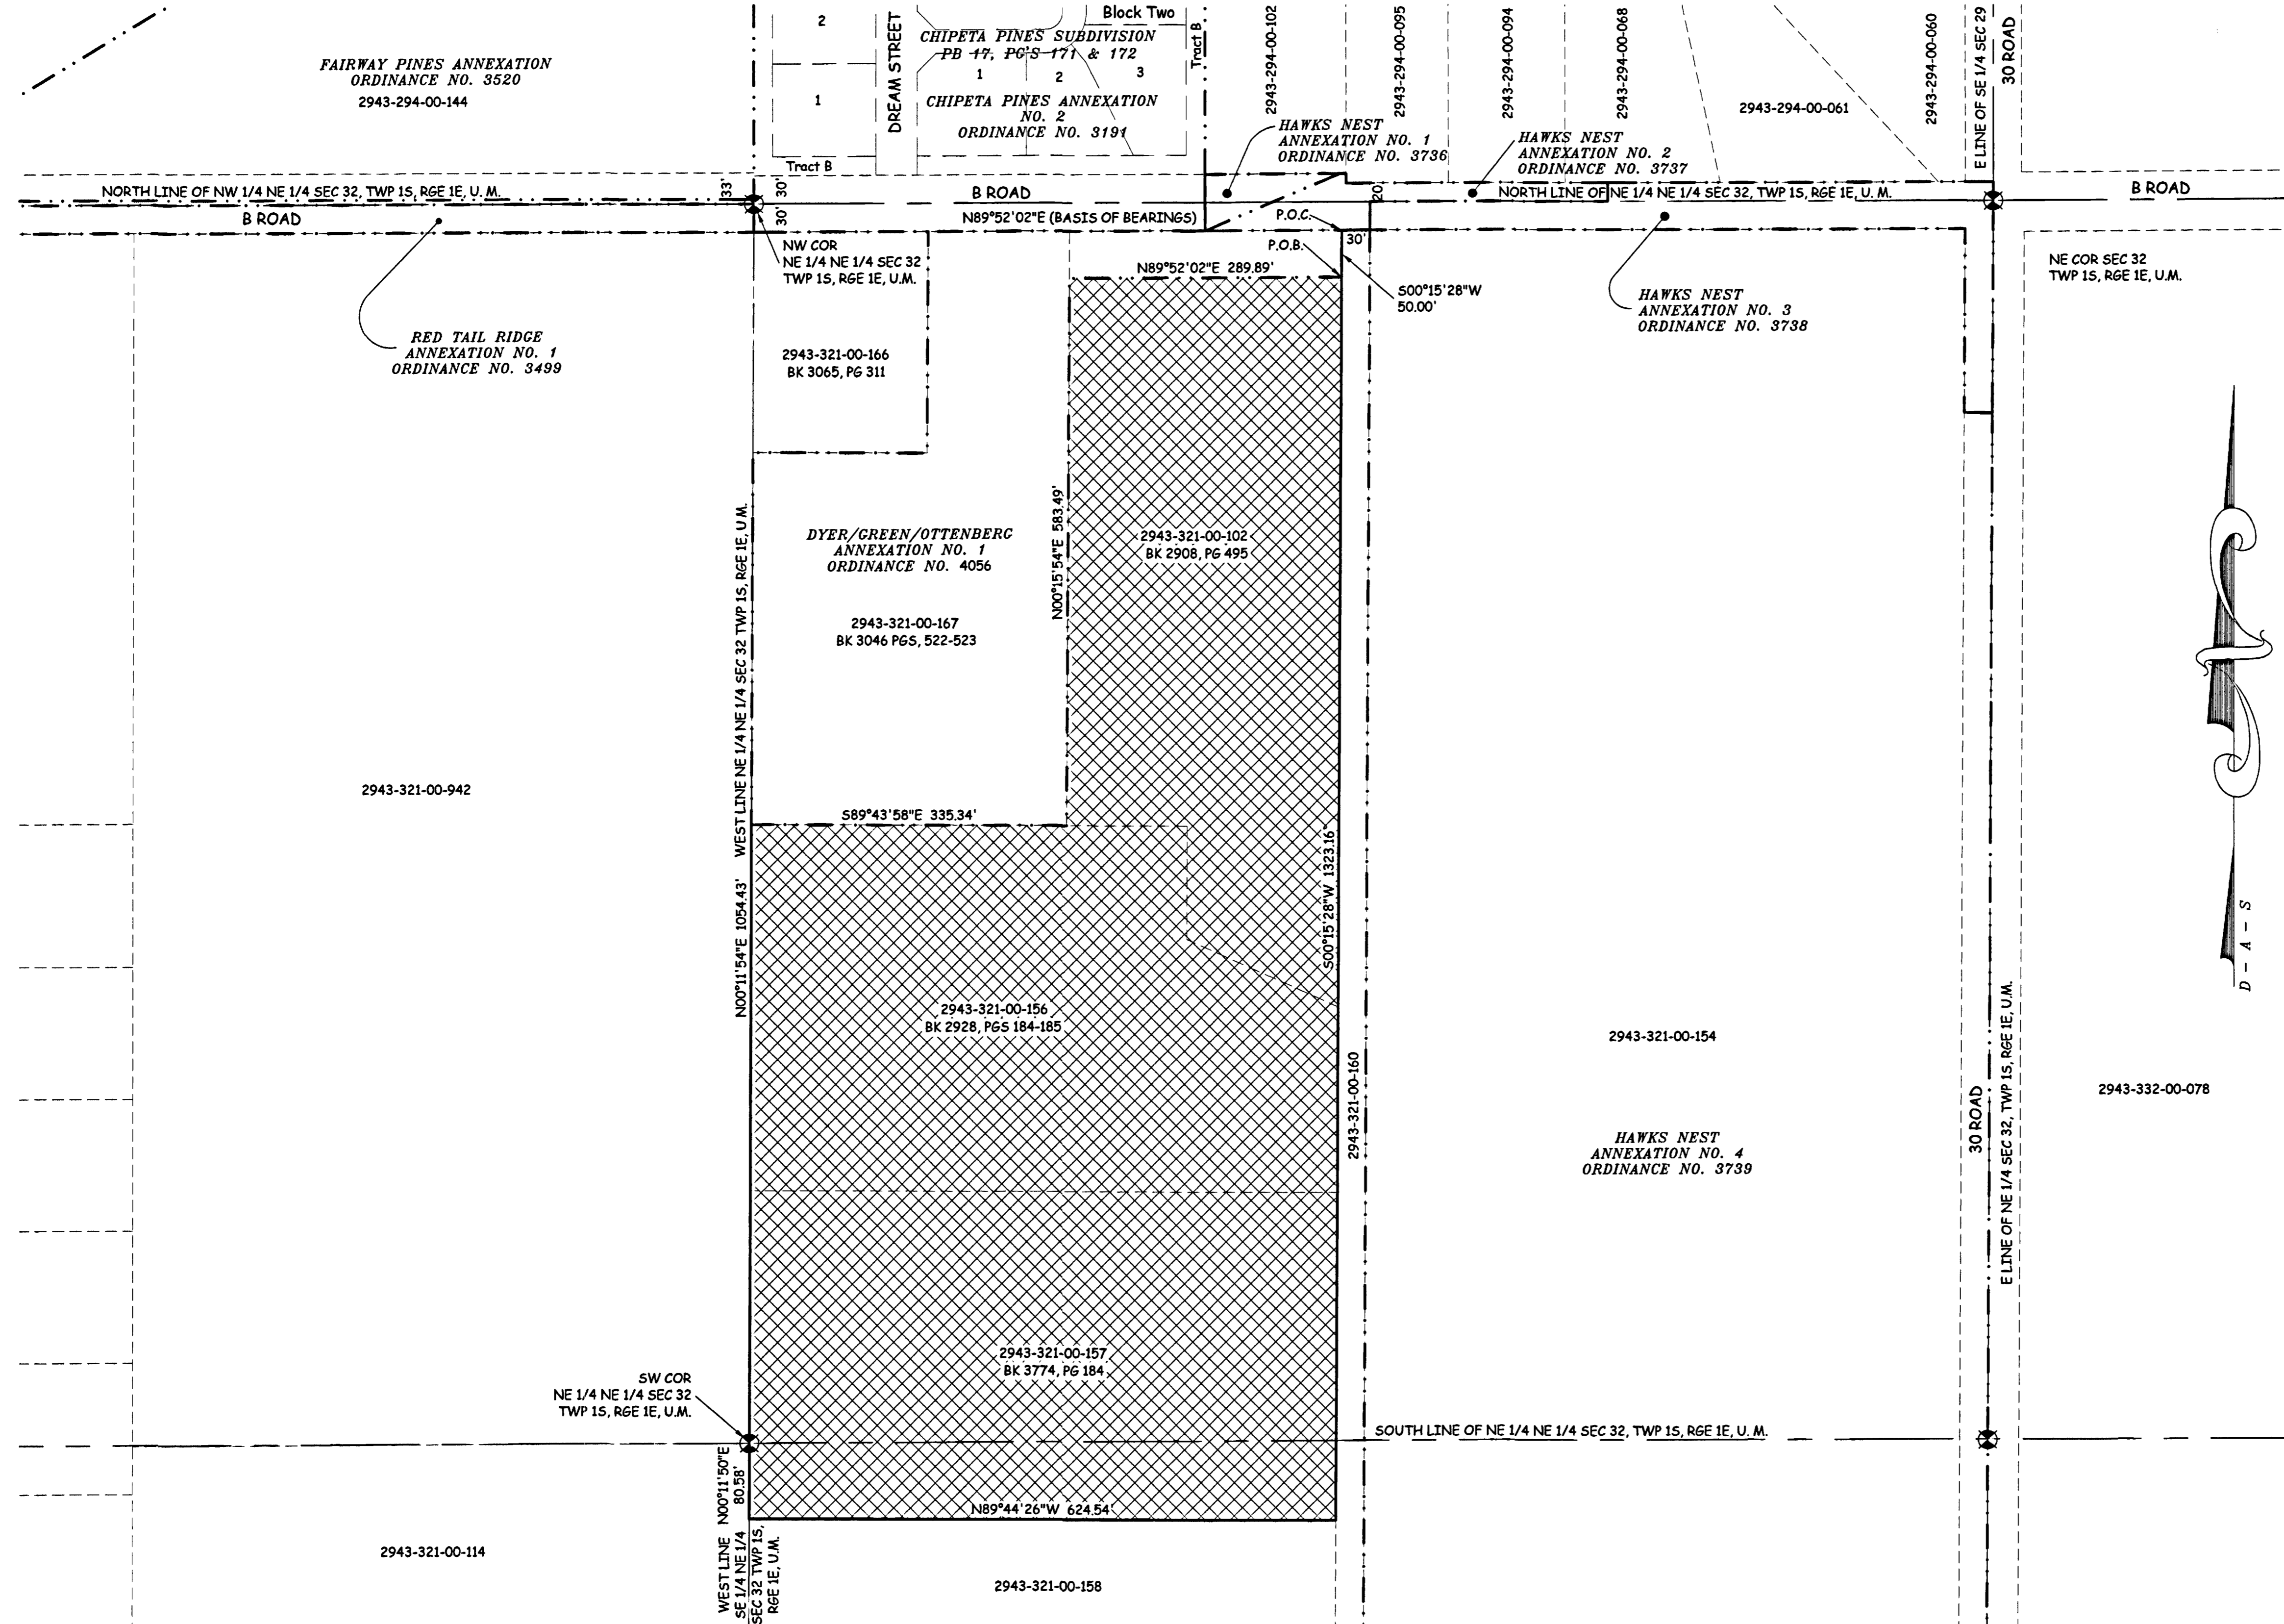 FAIRWAY PINES ANNEXATION
ORDINANCE NO. 3520
2943-294-00-144
2
1
Tract B
DREAM STREET
Block Two
CHIPETA PINES SUBDIVISION
PB 17, PG'S 171 & 172
1
2
3
CHIPETA PINES ANNEXATION
NO. 2
ORDINANCE NO. 3191
Tract B
2943-294-00-102
2943-294-00-095
2943-294-00-094
2943-294-00-068
2943-294-00-061
2943-294-00-060
E LINE OF SE 1/4 SEC 29
30 ROAD
HAWKS NEST
ANNEXATION NO. 1
ORDINANCE NO. 3736
HAWKS NEST
ANNEXATION NO. 2
ORDINANCE NO. 3737
NORTH LINE OF NW 1/4 NE 1/4 SEC 32, TWP 1S, RGE 1E, U. M.
33'
30'
B ROAD
20'
NORTH LINE OF NE 1/4 NE 1/4 SEC 32, TWP 1S, RGE 1E, U. M.
B ROAD
B ROAD
30'
N89°52'02"E (BASIS OF BEARINGS)
P.O.C.
30'
P.O.B.
NW COR
NE 1/4 NE 1/4 SEC 32
TWP 1S, RGE 1E, U.M.
N89°52'02"E 289.89'
S00°15'28"W
50.00'
NE COR SEC 32
TWP 1S, RGE 1E, U.M.
HAWKS NEST
ANNEXATION NO. 3
ORDINANCE NO. 3738
RED TAIL RIDGE
ANNEXATION NO. 1
ORDINANCE NO. 3499
2943-321-00-166
BK 3065, PG 311
WEST LINE NE 1/4 NE 1/4 SEC 32 TWP 1S, RGE 1E, U.M.
DYER/GREEN/OTTENBERG
ANNEXATION NO. 1
ORDINANCE NO. 4056
N00°15'54"E 583.49'
2943-321-00-102
BK 2908, PG 495
2943-321-00-167
BK 3046 PGS, 522-523
2943-321-00-942
S89°43'58"E 335.34'
N00°11'54"E 1054.43'
S00°15'28"W 1323.16'
D - A - S
2943-321-00-156
BK 2928, PGS 184-185
2943-321-00-160
2943-321-00-154
HAWKS NEST
ANNEXATION NO. 4
ORDINANCE NO. 3739
30 ROAD
E LINE OF NE 1/4 SEC 32, TWP 1S, RGE 1E, U.M.
2943-332-00-078
2943-321-00-157
BK 3774, PG 184
SW COR
NE 1/4 NE 1/4 SEC 32
TWP 1S, RGE 1E, U.M.
SOUTH LINE OF NE 1/4 NE 1/4 SEC 32, TWP 1S, RGE 1E, U. M.
N00°11'50"E
80.58'
N89°44'26"W 624.54'
WEST LINE
SE 1/4 NE 1/4
SEC 32 TWP 1S,
RGE 1E, U.M.
2943-321-00-114
2943-321-00-158